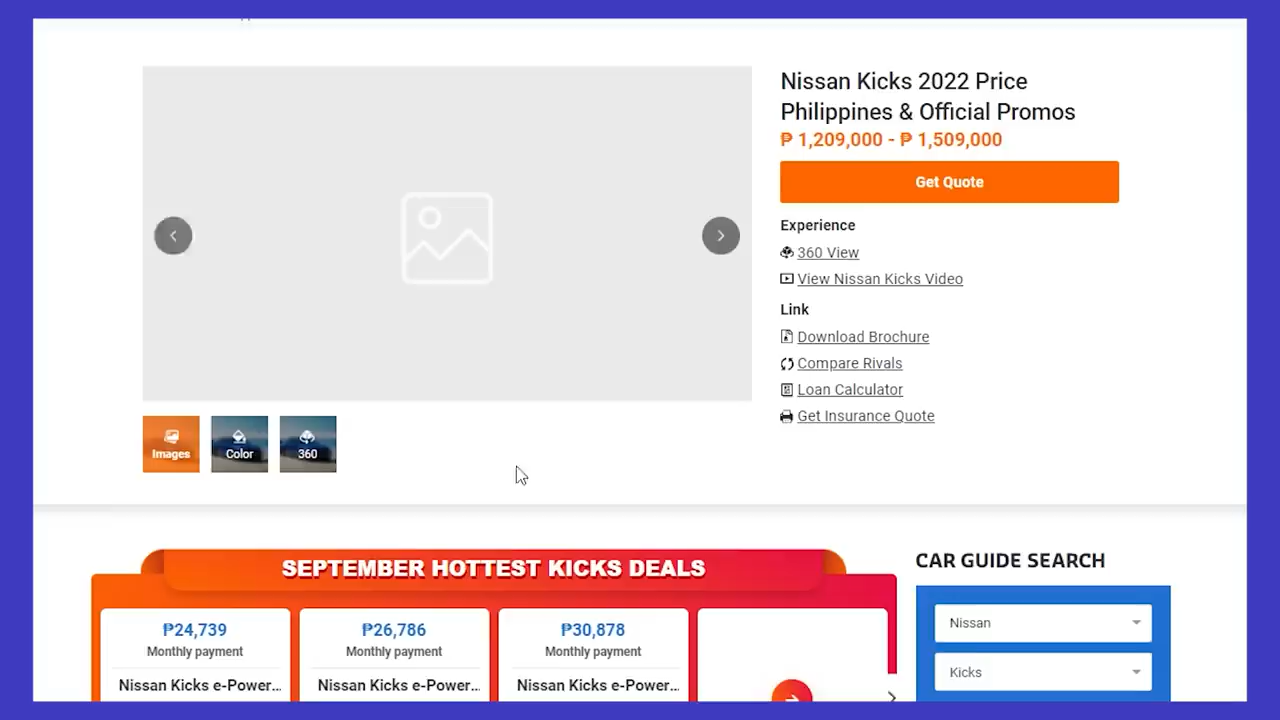 Nissan Kicks 2022 Price
Philippines & Official Promos
₱ 1,209,000 - ₱ 1,509,000
Get Quote
Experience
360 View
View Nissan Kicks Video
Link
Download Brochure
Compare Rivals
Loan Calculator
Get Insurance Quote
Images
Color
360
SEPTEMBER HOTTEST KICKS DEALS
₱24,739
Monthly payment
Nissan Kicks e-Power...
₱26,786
Monthly payment
Nissan Kicks e-Power...
₱30,878
Monthly payment
Nissan Kicks e-Power...
CAR GUIDE SEARCH
Nissan
Kicks